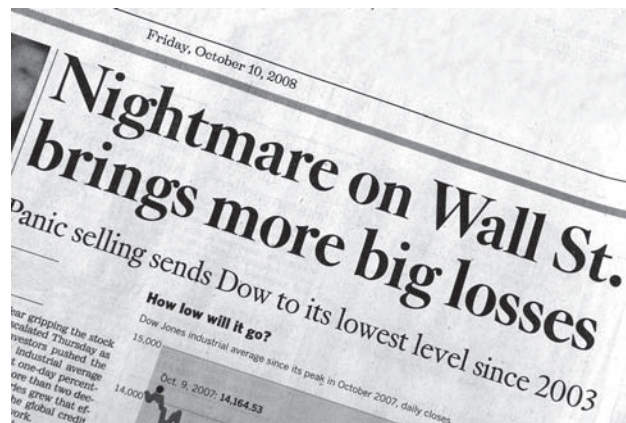 Friday, October 10, 2008
Nightmare on Wall St.
brings more big losses
Panic selling sends Dow to its lowest level since 2003
ear gripping the stock
scalated Thursday as
vestors pushed the
industrial average
t one-day percent-
ore than two dec-
ries grew that ef-
he global credit
ork.
How low will it go?
Dow Jones industrial average since its peak in October 2007, daily closes
15,000
Oct. 9, 2007: 14,164.53
14,000